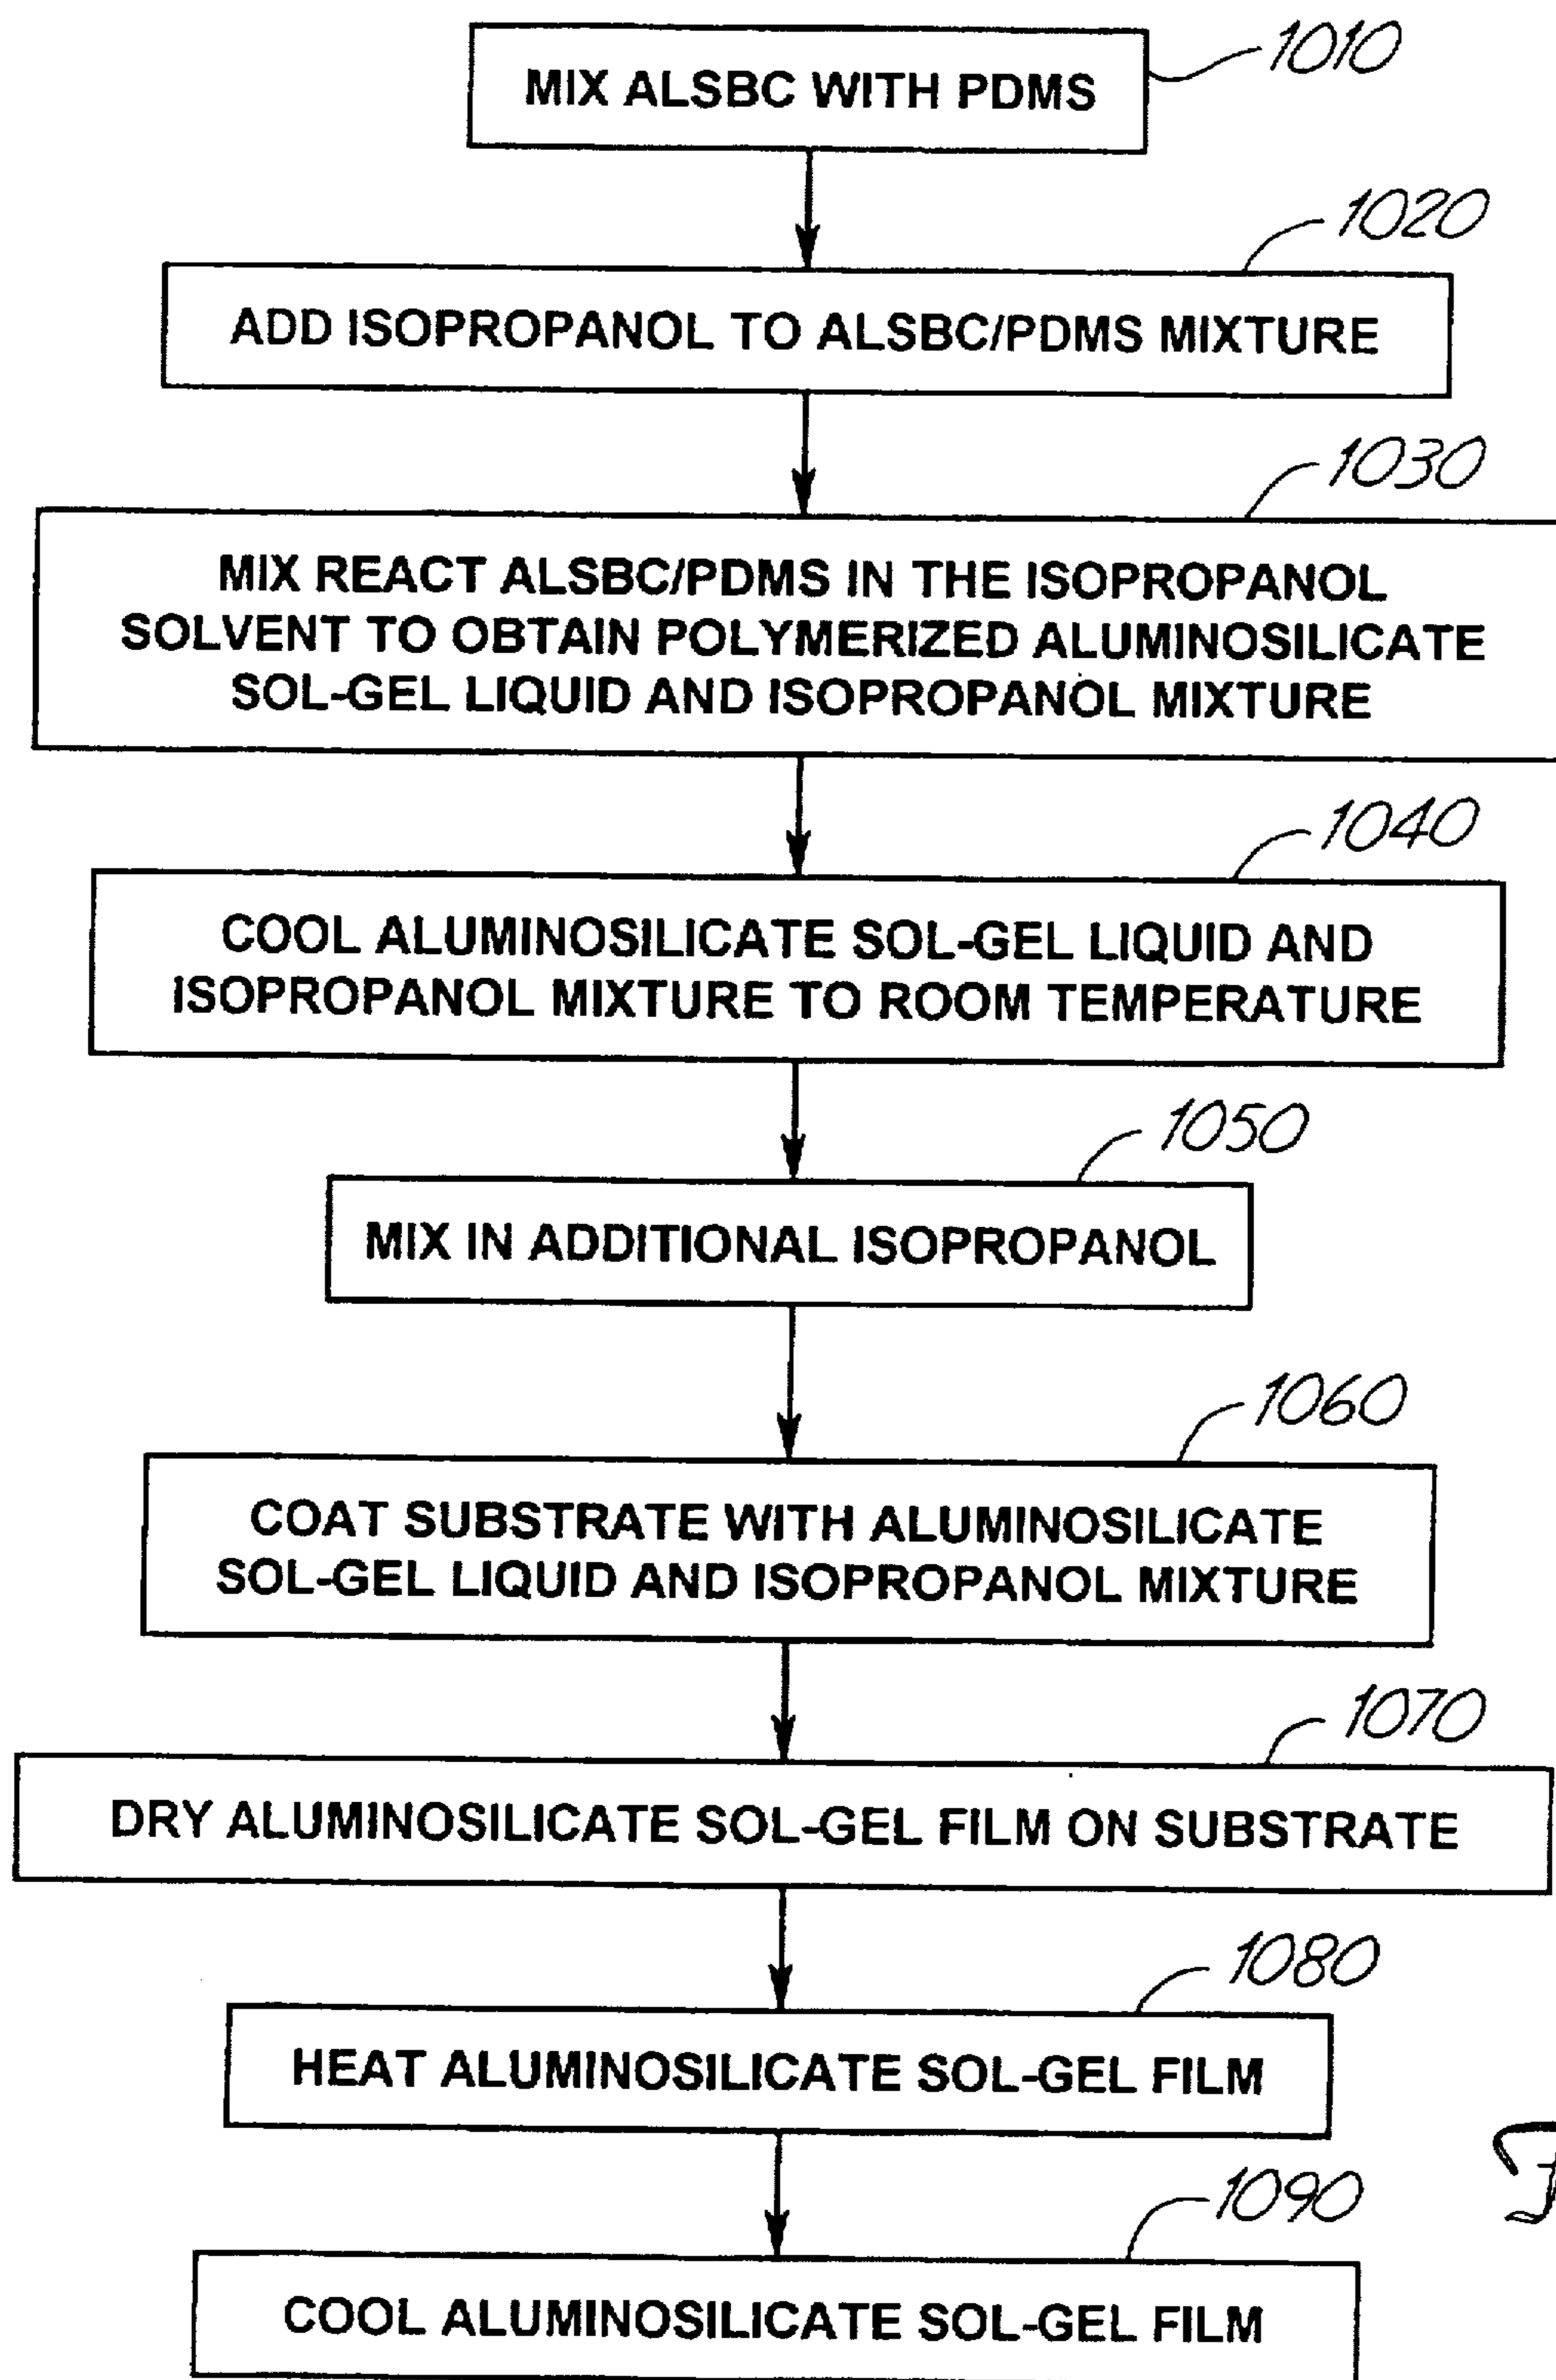 1010
MIX ALSBC WITH PDMS
1020
ADD ISOPROPANOL TO ALSBC/PDMS MIXTURE
1030
MIX REACT ALSBC/PDMS IN THE ISOPROPANOL
SOLVENT TO OBTAIN POLYMERIZED ALUMINOSILICATE
SOL-GEL LIQUID AND ISOPROPANOL MIXTURE
1040
COOL ALUMINOSILICATE SOL-GEL LIQUID AND
ISOPROPANOL MIXTURE TO ROOM TEMPERATURE
1050
MIX IN ADDITIONAL ISOPROPANOL
1060
COAT SUBSTRATE WITH ALUMINOSILICATE
SOL-GEL LIQUID AND ISOPROPANOL MIXTURE
1070
DRY ALUMINOSILICATE SOL-GEL FILM ON SUBSTRATE
1080
HEAT ALUMINOSILICATE SOL-GEL FILM
1090
COOL ALUMINOSILICATE SOL-GEL FILM